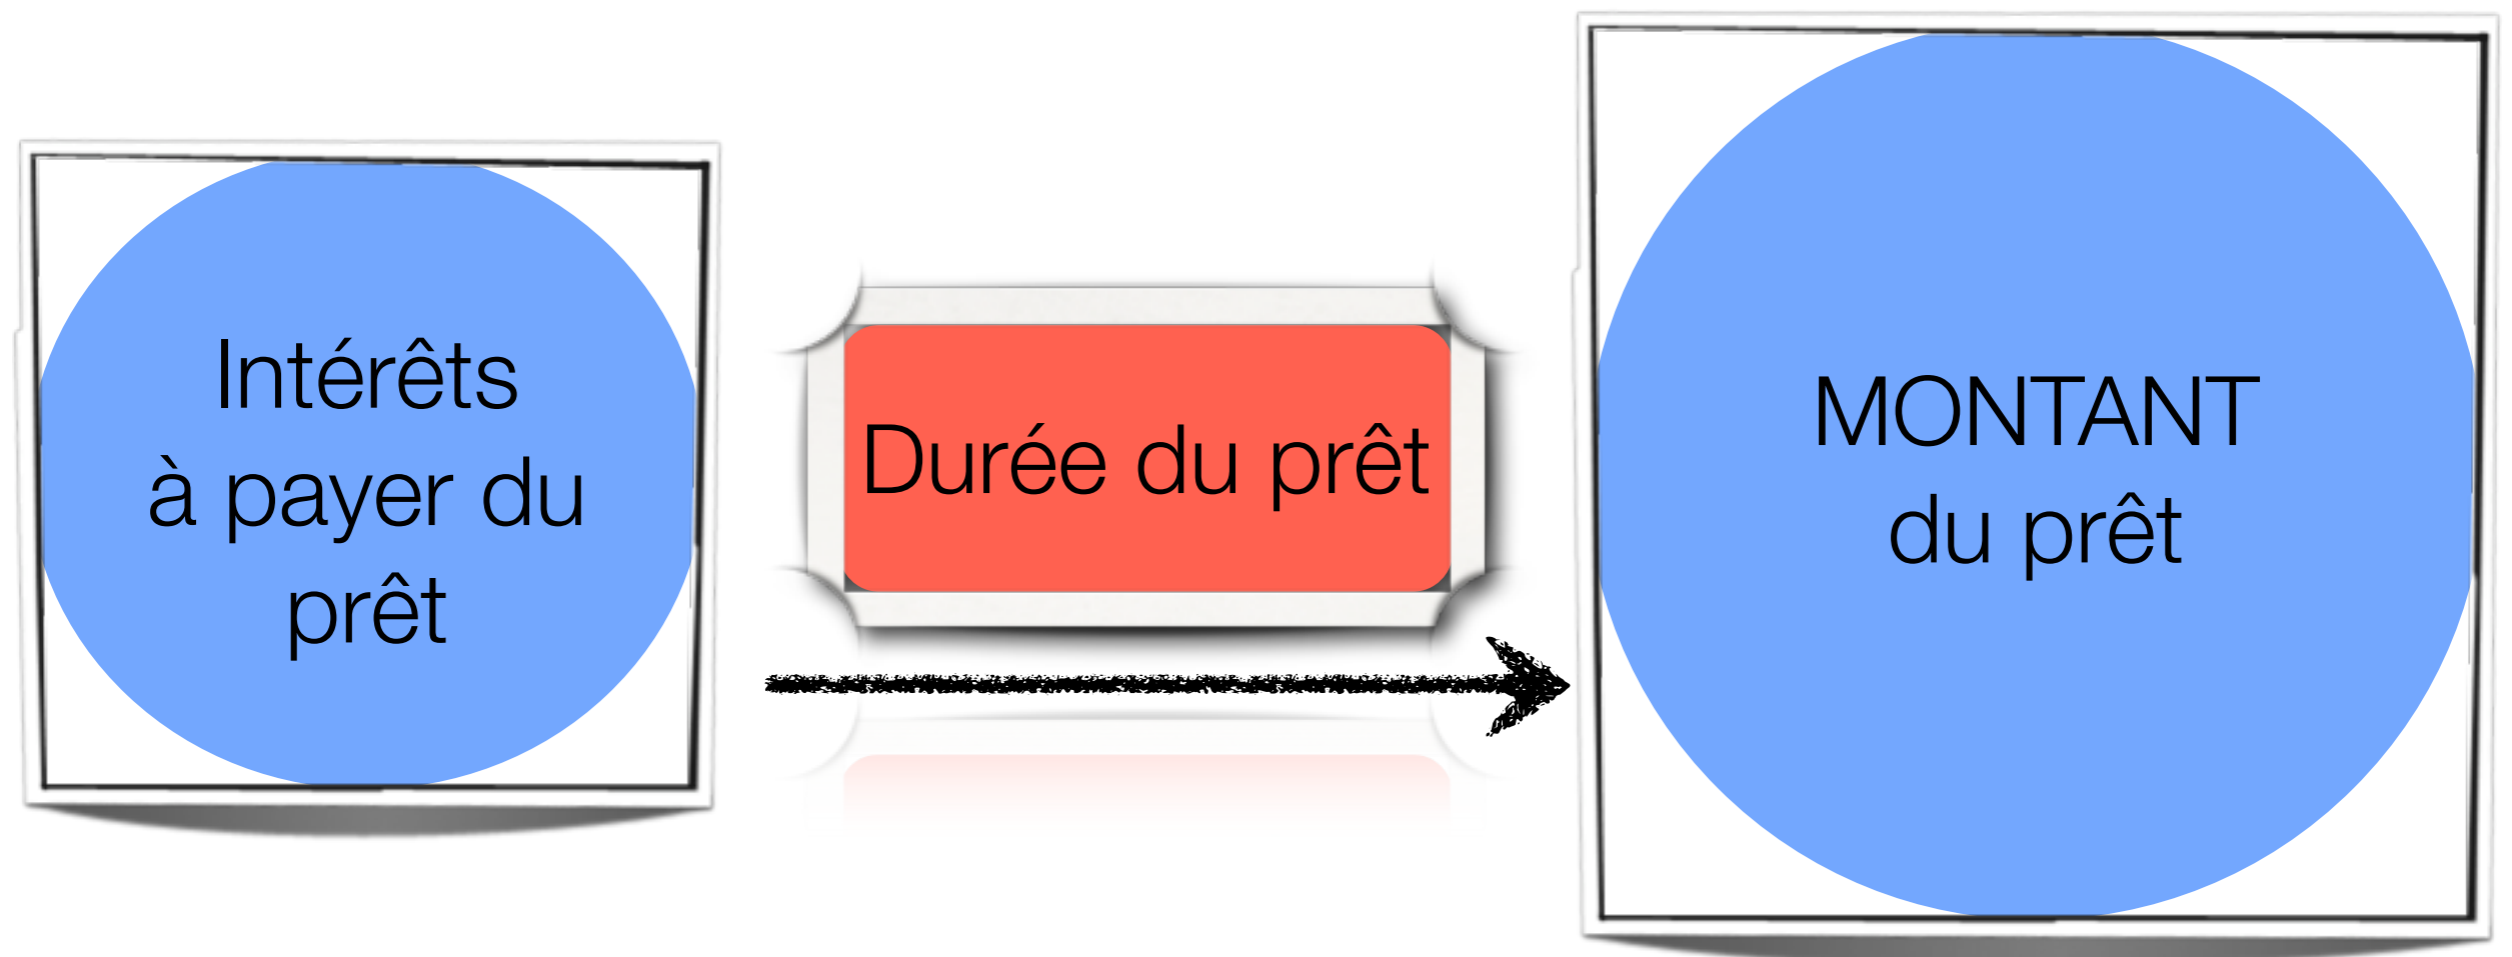 Intérêts
à payer du
prêt
Durée du prêt
MONTANT
du prêt